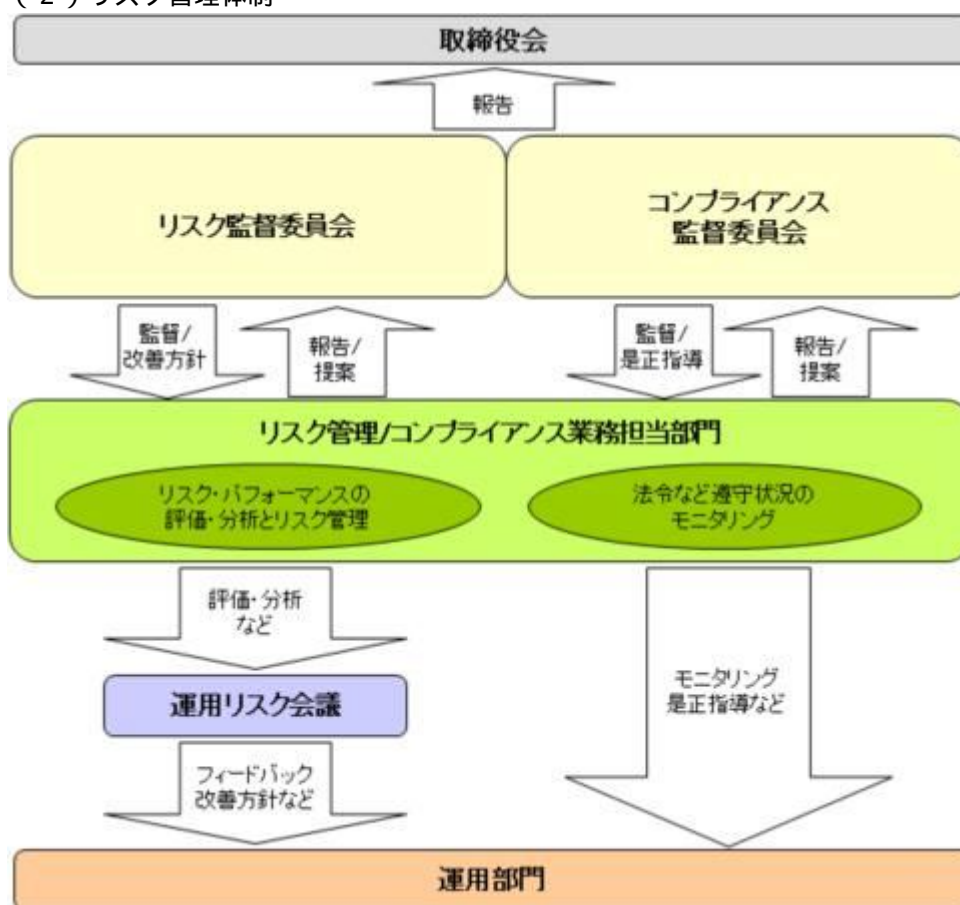 (2)リスク管理体制
取締役会
報告
リスク監督委員会
コンプライアンス
監督委員会
監督/
改善方針
報告/
提案
監督/
是正指導
報告/
提案
リスク管理/コンプライアンス業務担当部門
リスク・パフォーマンスの
評価・分析とリスク管理
法令など遵守状況の
モニタリング
評価・分析
など
運用リスク会議
モニタリング
是正指導など
フィードバック
改善方針など
運用部門